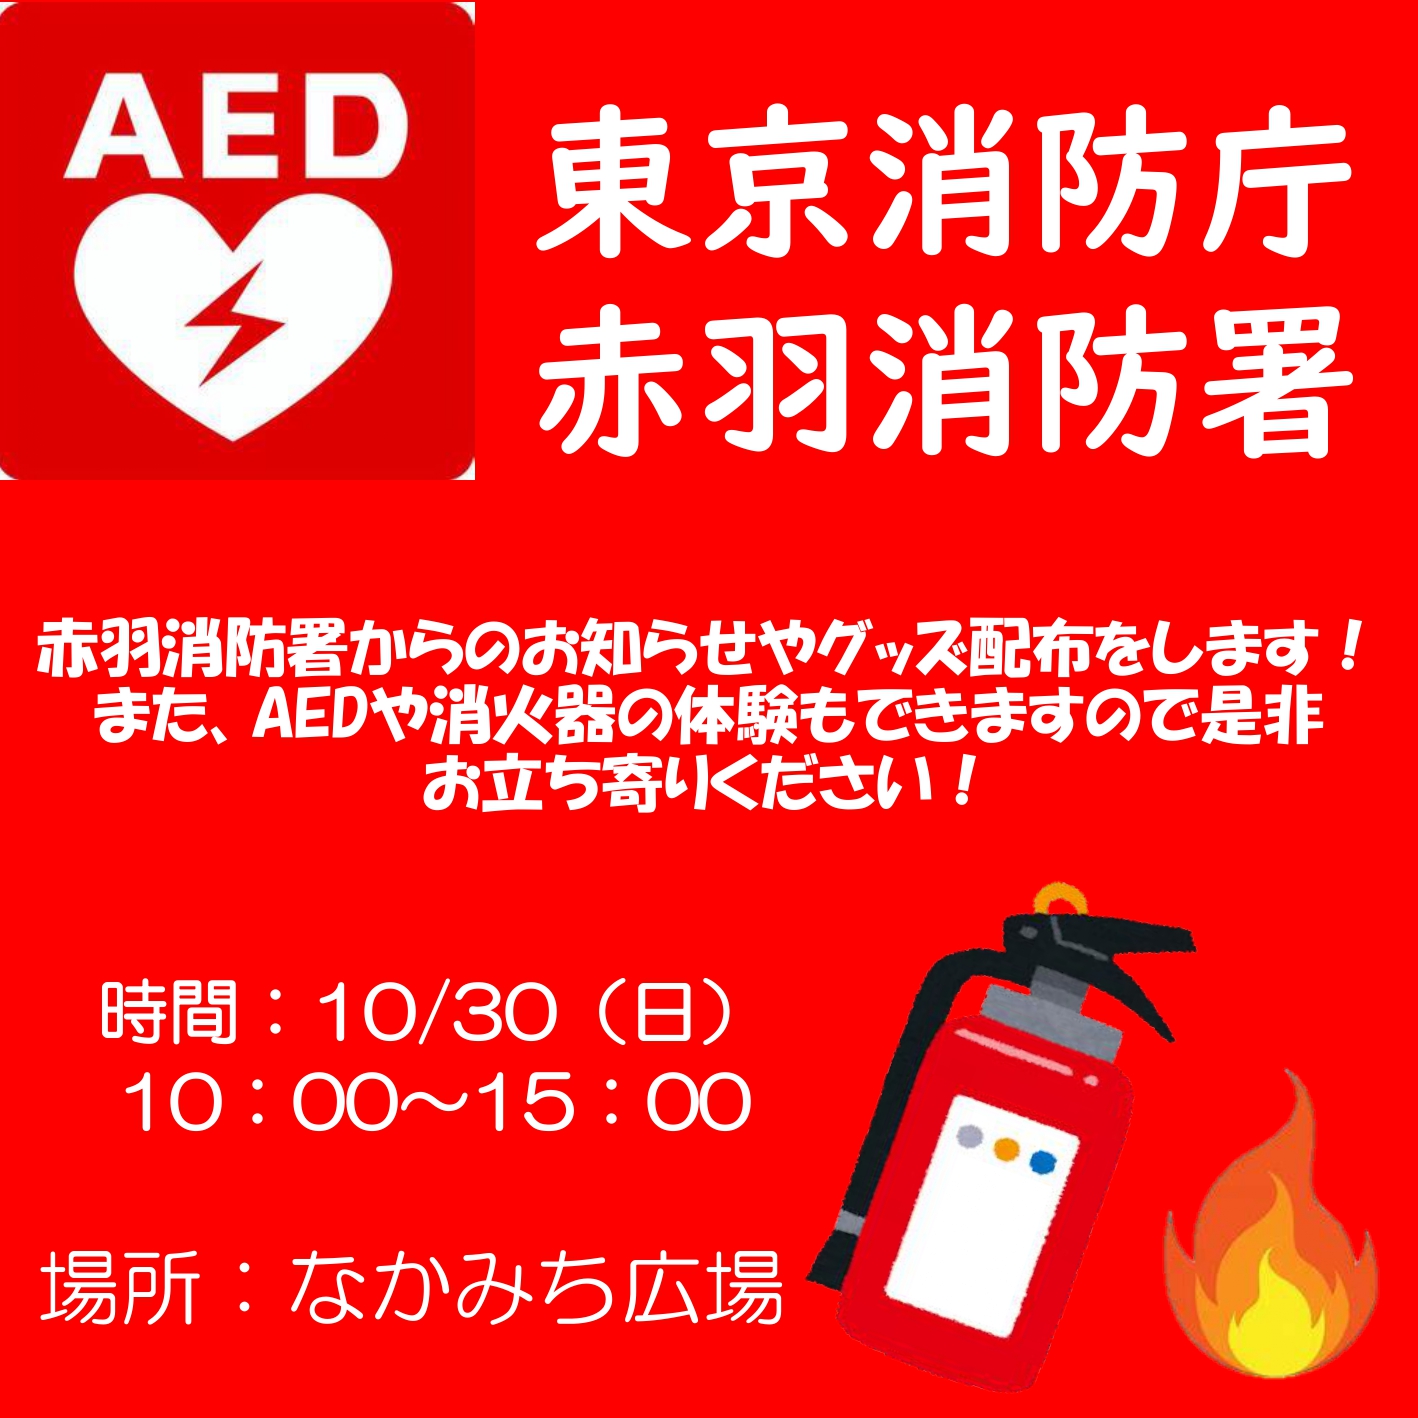 AED
東京消防庁
赤羽消防署
赤羽消防署からのお知らせやグッズ配布をします！
また、AEDや消火器の体験もできますので是非
お立ち寄りください！
時間：10/30（日）
10：00～15：00
場所：なかみち広場